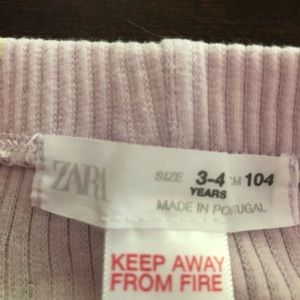 ZARA
SIZE 3-4 CM 104
YEARS
MADE IN PORTUGAL
KEEP AWAY
FROM FIRE